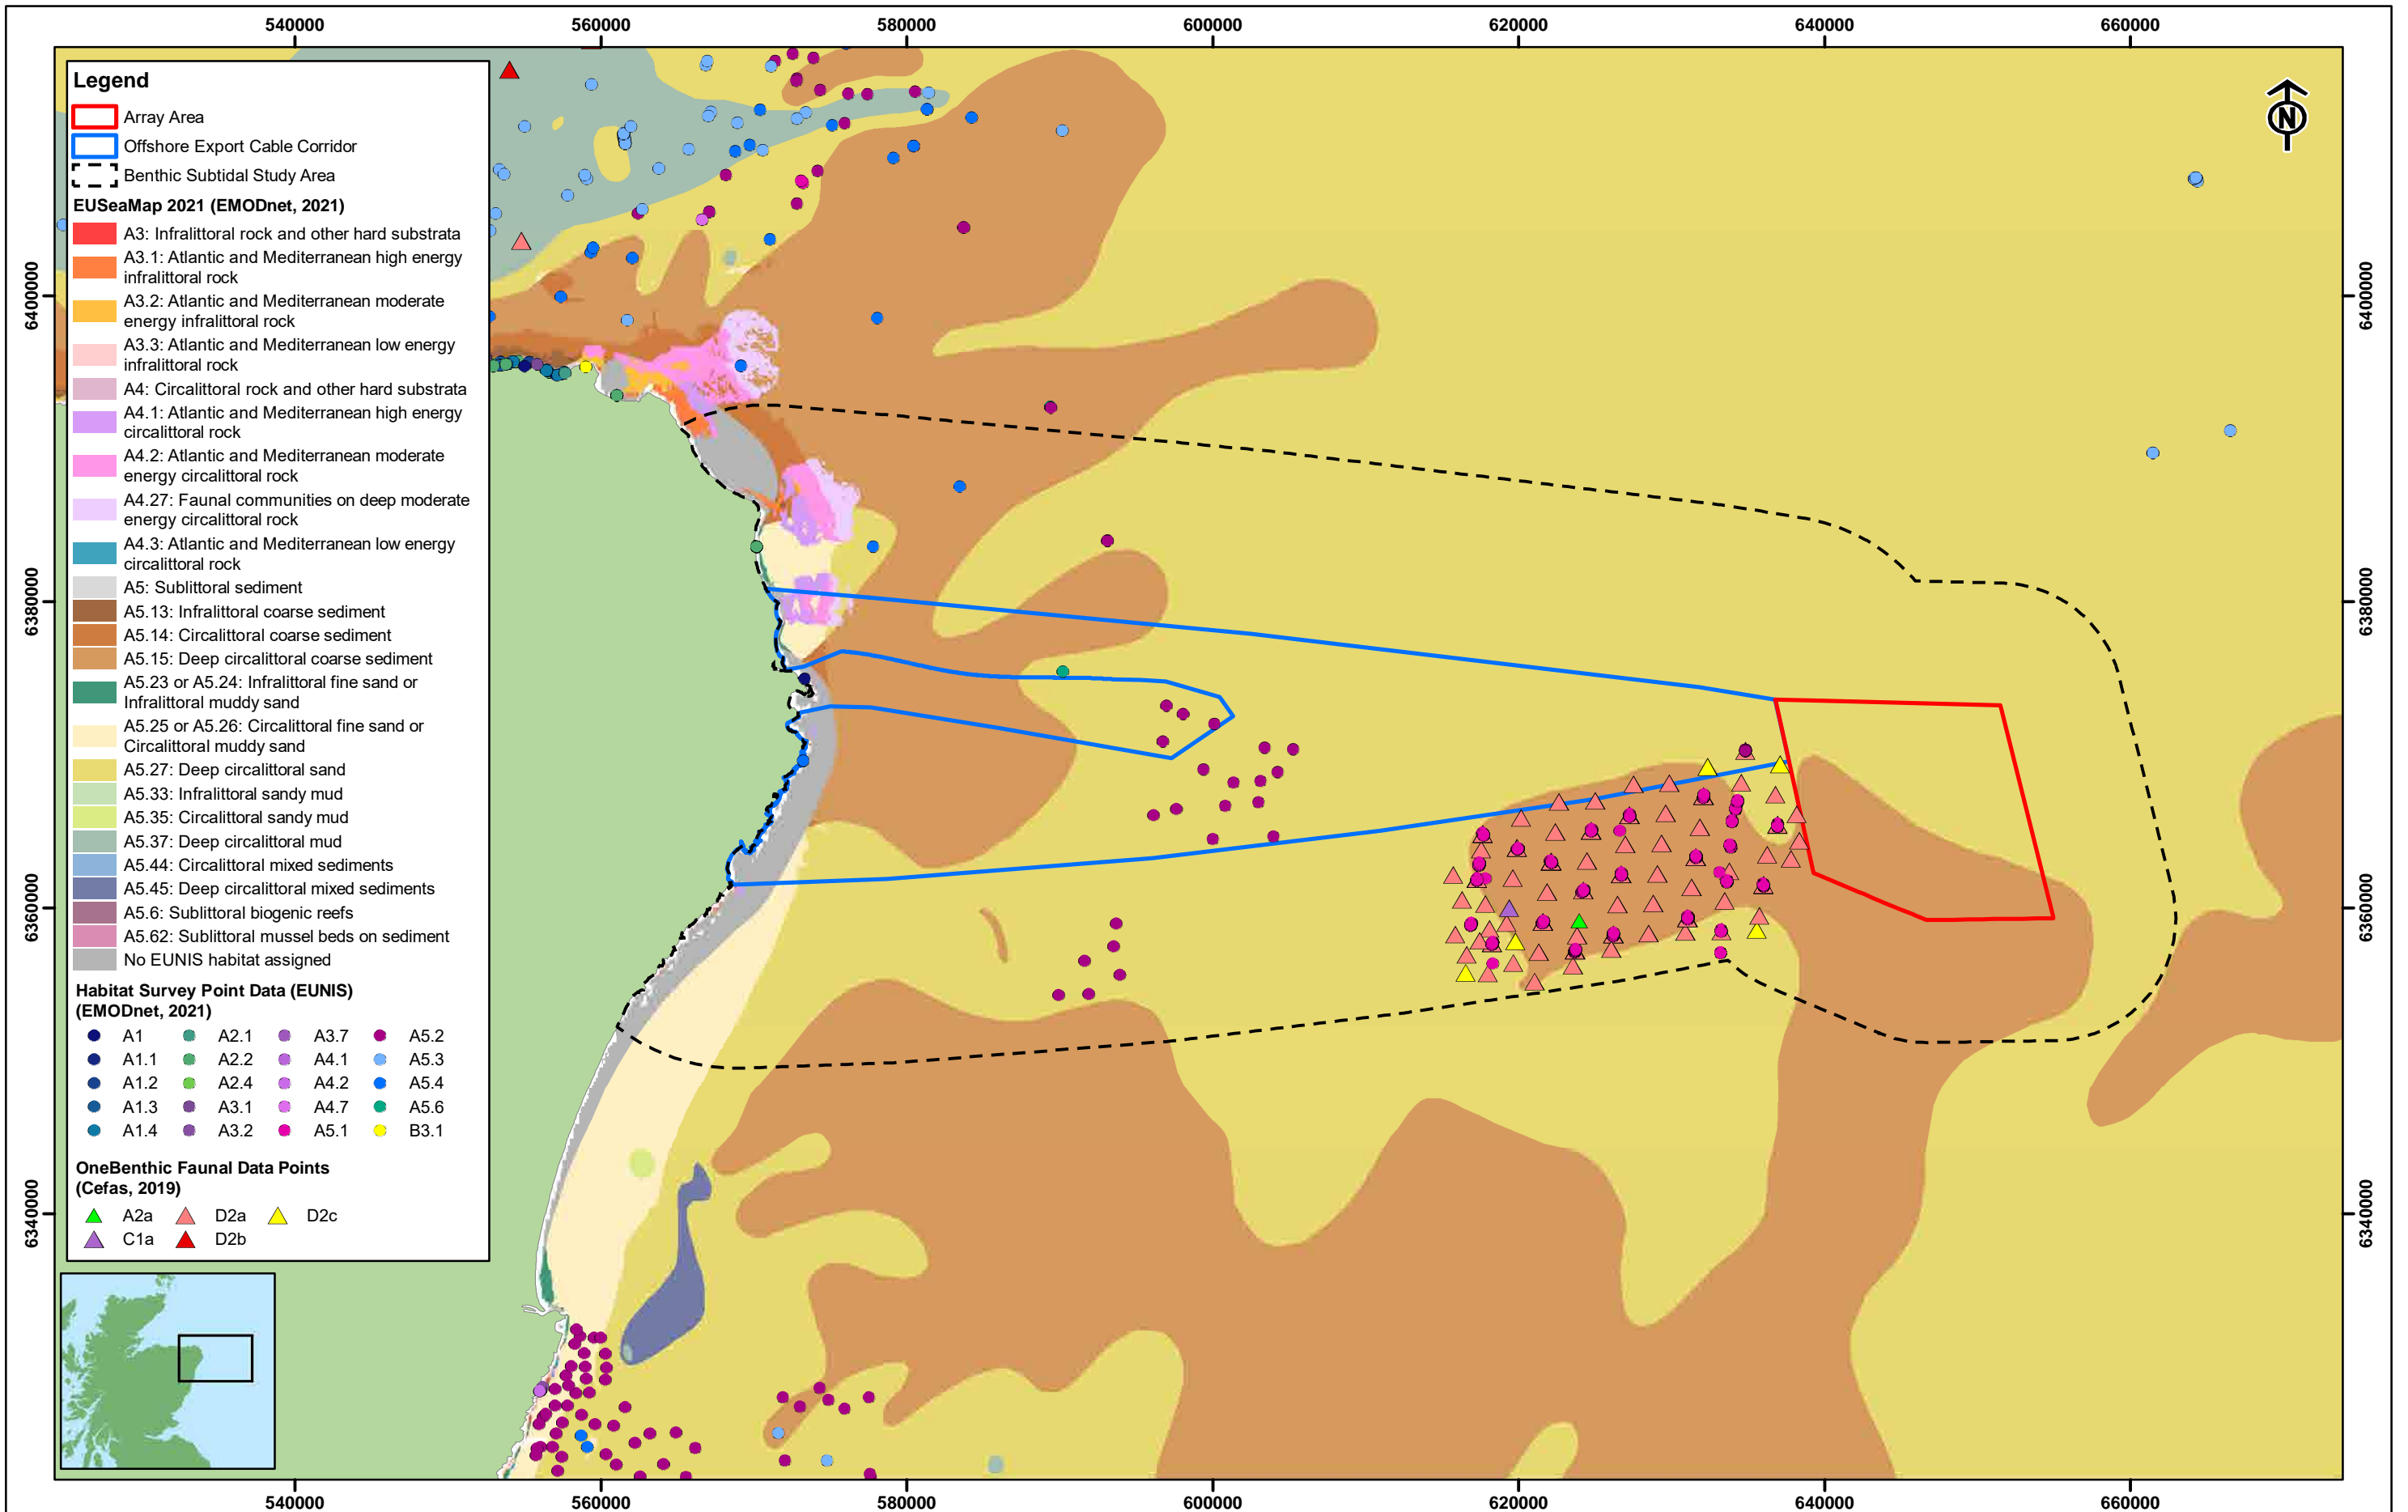 540000 560000 580000 600000 620000 640000 660000
Legend
Array Area
Offshore Export Cable Corridor
Benthic Subtidal Study Area
EUSeaMap 2021 (EMODnet, 2021)
A3: Infralittoral rock and other hard substrata
A3.1: Atlantic and Mediterranean high energy
infralittoral rock
A3.2: Atlantic and Mediterranean moderate
energy infralittoral rock
A3.3: Atlantic and Mediterranean low energy
infralittoral rock
A4: Circalittoral rock and other hard substrata
A4.1: Atlantic and Mediterranean high energy
circalittoral rock
A4.2: Atlantic and Mediterranean moderate
energy circalittoral rock
A4.27: Faunal communities on deep moderate
energy circalittoral rock
A4.3: Atlantic and Mediterranean low energy
circalittoral rock
A5: Sublittoral sediment
A5.13: Infralittoral coarse sediment
A5.14: Circalittoral coarse sediment
A5.15: Deep circalittoral coarse sediment
A5.23 or A5.24: Infralittoral fine sand or
Infralittoral muddy sand
A5.25 or A5.26: Circalittoral fine sand or
Circalittoral muddy sand
A5.27: Deep circalittoral sand
A5.33: Infralittoral sandy mud
A5.35: Circalittoral sandy mud
A5.37: Deep circalittoral mud
A5.44: Circalittoral mixed sediments
A5.45: Deep circalittoral mixed sediments
A5.6: Sublittoral biogenic reefs
A5.62: Sublittoral mussel beds on sediment
No EUNIS habitat assigned
Habitat Survey Point Data (EUNIS)
(EMODnet, 2021)
A1 A2.1 A3.7 A5.2
A1.1 A2.2 A4.1 A5.3
A1.2 A2.4 A4.2 A5.4
A1.3 A3.1 A4.7 A5.6
A1.4 A3.2 A5.1 B3.1
OneBenthic Faunal Data Points
(Cefas, 2019)
A2a D2a D2c
C1a D2b
N
6400000
6380000
6360000
6340000
6400000
6380000
6360000
6340000
540000 560000 580000 600000 620000 640000 660000